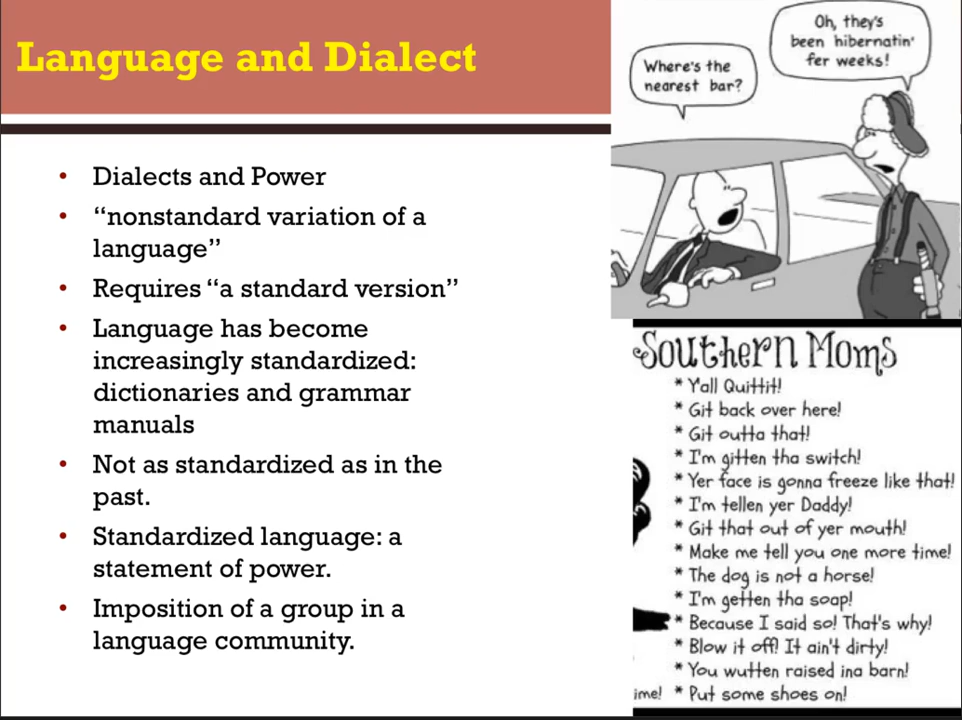 Language and Dialect
• Dialects and Power
• “nonstandard variation of a
language”
• Requires “a standard version”
• Language has become
increasingly standardized:
dictionaries and grammar
manuals
• Not as standardized as in the
past.
• Standardized language: a
statement of power.
• Imposition of a group in a
language community.
Where's the
nearest bar?
Oh, they's
been hibernatin'
fer weeks!
Southern Moms
* Y'all Quittit!
* Git back over here!
* Git outta that!
* I'm gitten tha switch!
* Yer face is gonna freeze like that!
* I'm tellen yer Daddy!
* Git that out of yer mouth!
* Make me tell you one more time!
* The dog is not a horse!
* I'm getten tha soap!
* Because I said so! That's why!
* Blow it off! It ain't dirty!
* You wutten raised ina barn!
ime! * Put some shoes on!